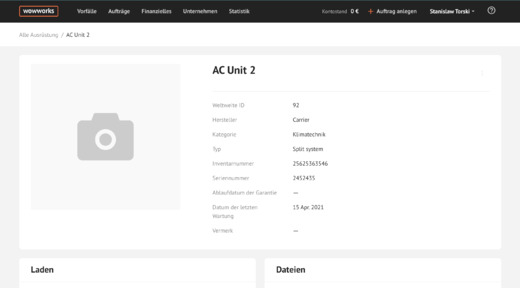 wowworks Vorfälle Aufträge Finanzielles Unternehmen Statistik Kontostand 0 € + Auftrag anlegen Stanislaw Torski
Alle Ausrüstung / AC Unit 2
AC Unit 2
Weltweite ID 92
Hersteller Carrier
Kategorie Klimatechnik
Typ Split system
Inventarnummer 25625363546
Seriennummer 2452435
Ablaufdatum der Garantie —
Datum der letzten Wartung 15 Apr. 2021
Vermerk —
Laden Dateien